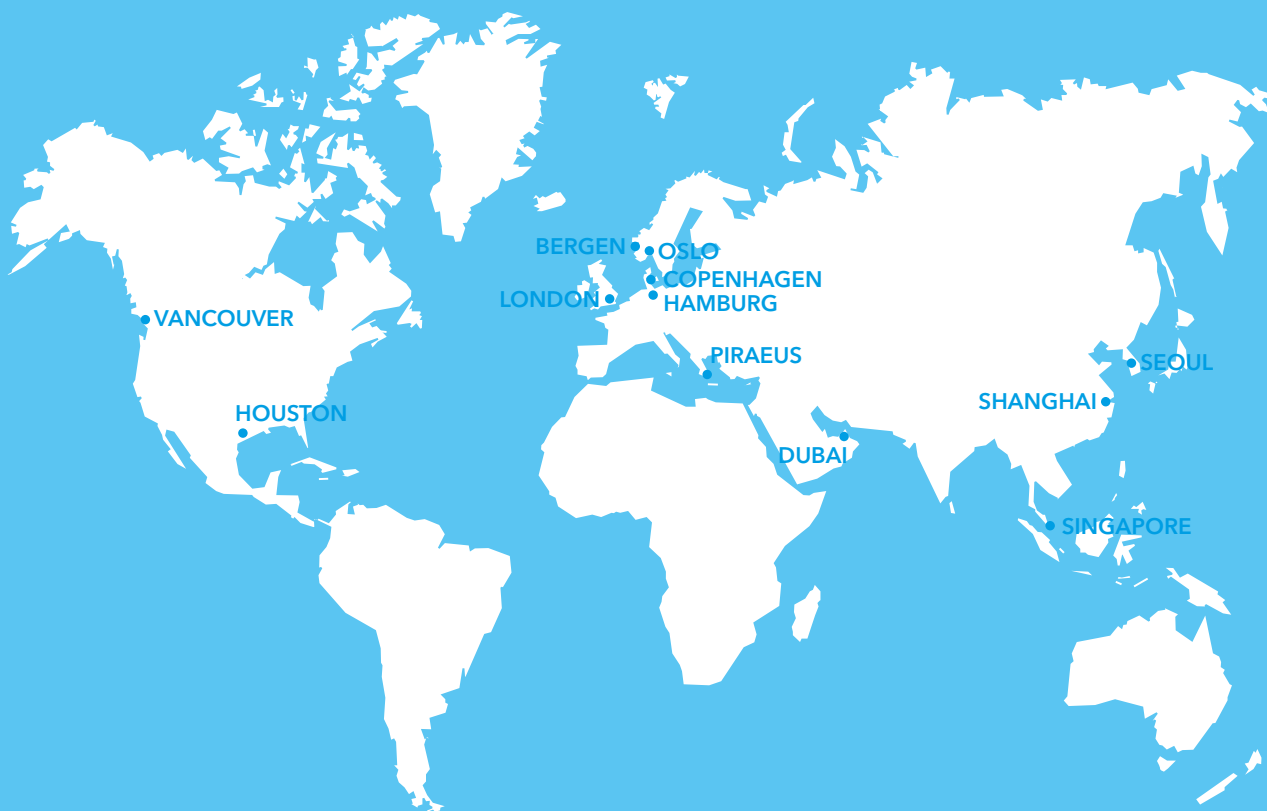 BERGEN
OSLO
COPENHAGEN
LONDON
HAMBURG
VANCOUVER
PIRAEUS
SEOUL
SHANGHAI
HOUSTON
DUBAI
SINGAPORE